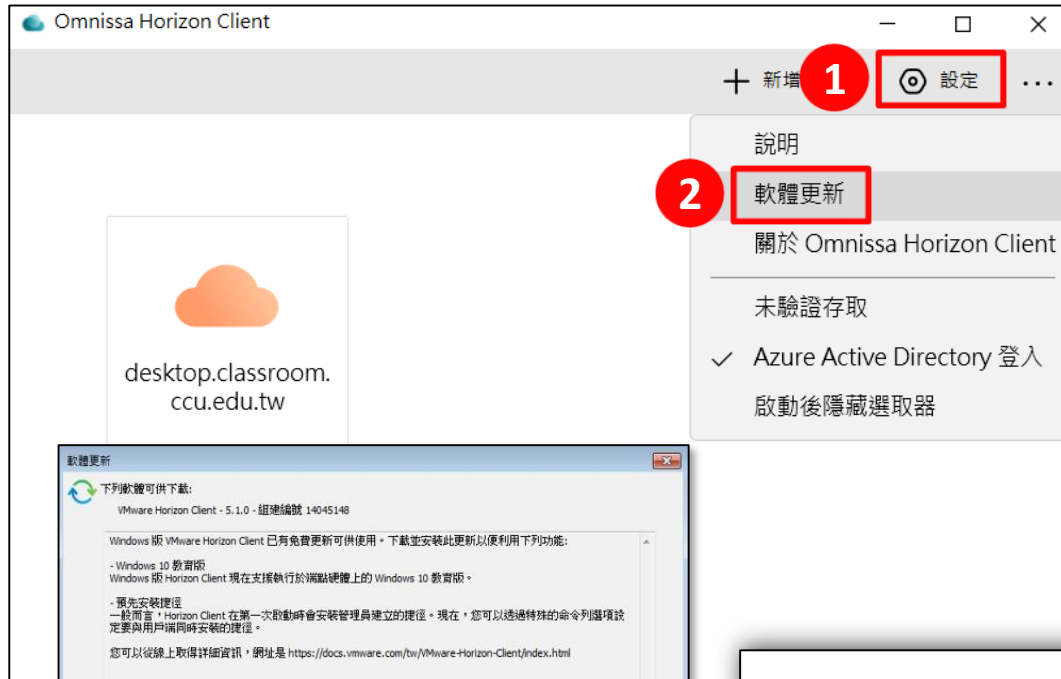 Omnissa Horizon Client
新增
1
設定
...
說明
2
軟體更新
關於 Omnissa Horizon Client
未驗證存取
Azure Active Directory 登入
啟動後隱藏選取器
desktop.classroom.
ccu.edu.tw
軟體更新
下列軟體可供下載:
VMware Horizon Client - 5.1.0 - 組建編號 14045148
Windows 版 VMware Horizon Client 已有免費更新可供使用。下載並安裝此更新以便利用下列功能:
- Windows 10 教育版
Windows 版 Horizon Client 現在支援執行於端點硬體上的 Windows 10 教育版。
- 預先安裝捷徑
一般而言，Horizon Client 在第一次啟動時會安裝管理員建立的捷徑。現在，您可以透過特殊的命令列選項設
定要與用戶端同時安裝的捷徑。
您可以從線上取得詳細資訊，網址是 https://docs.vmware.com/tw/VMware-Horizon-Client/index.html